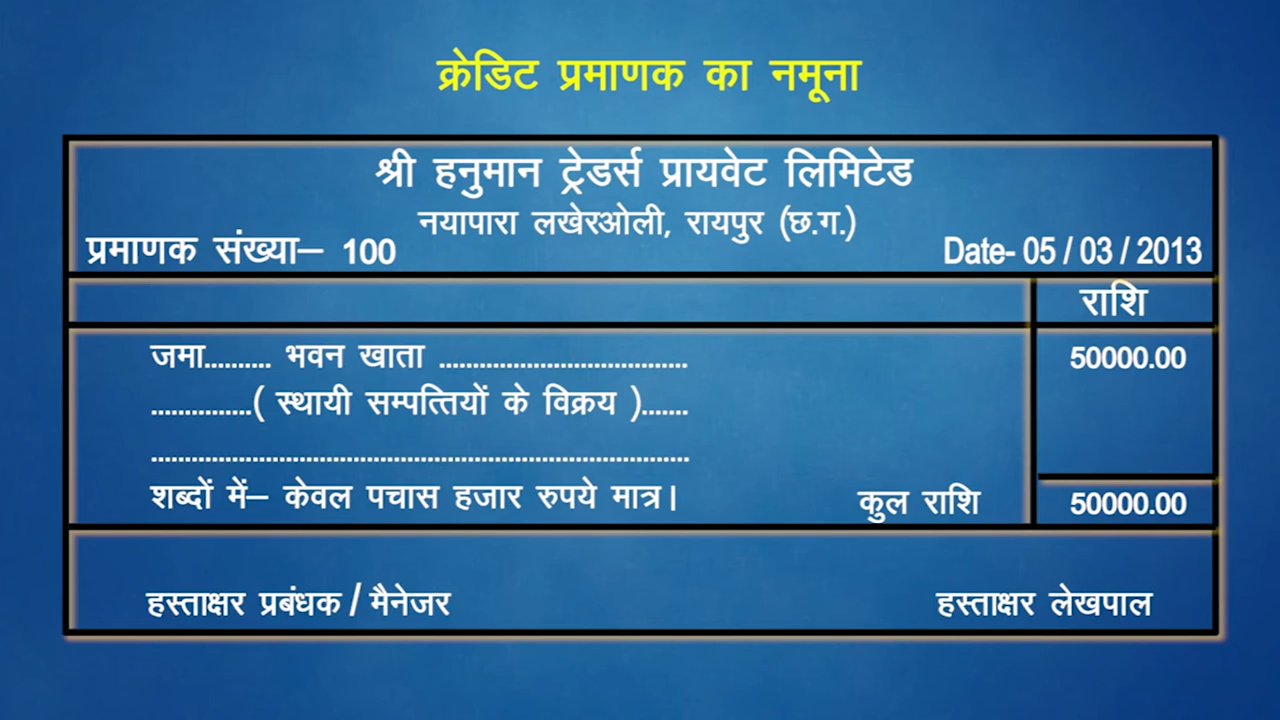 क्रेडिट प्रमाणक का नमूना
श्री हनुमान ट्रेडर्स प्रायवेट लिमिटेड
नयापारा लखेरओली, रायपुर (छ.ग.)
प्रमाणक संख्या– 100 Date- 05 / 03 / 2013
राशि
जमा.......... भवन खाता ..................................... 50000.00
...............( स्थायी सम्पत्तियों के विक्रय ).......
................................................................................
शब्दों में– केवल पचास हजार रुपये मात्र। कुल राशि 50000.00
हस्ताक्षर प्रबंधक / मैनेजर हस्ताक्षर लेखपाल